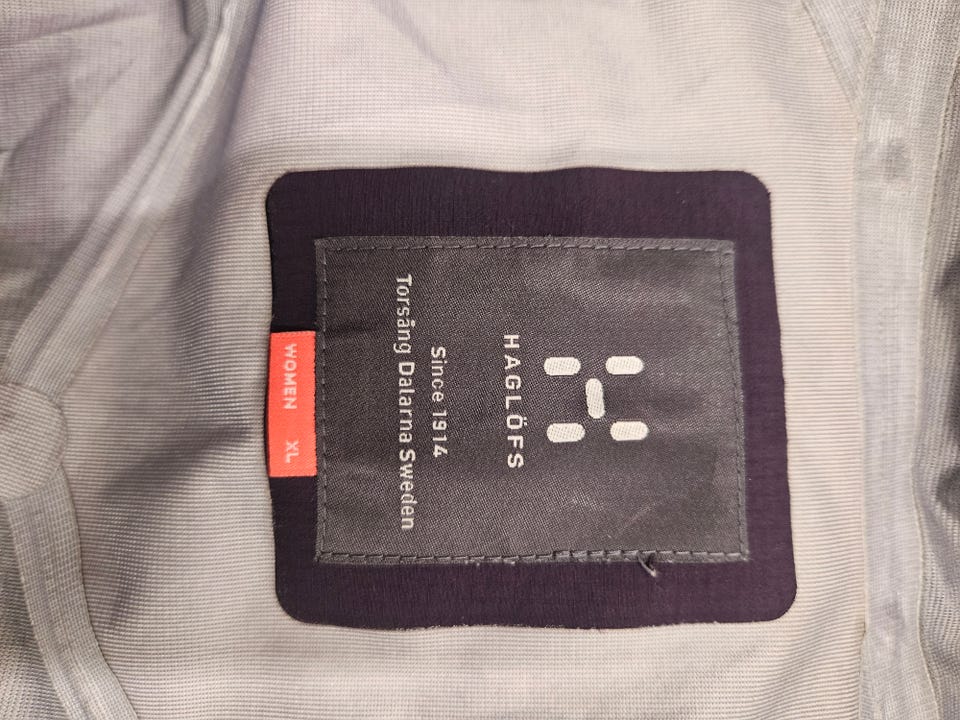 HAGLÖFS
Since 1914
Torsång Dalarna Sweden
WOMEN XL